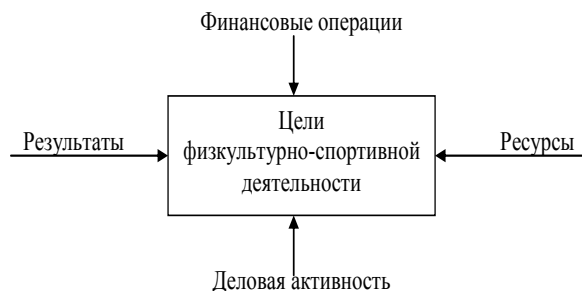 Финансовые операции
Цели
Результаты
физкультурно-спортивной
Ресурсы
деятельности
Деловая активность